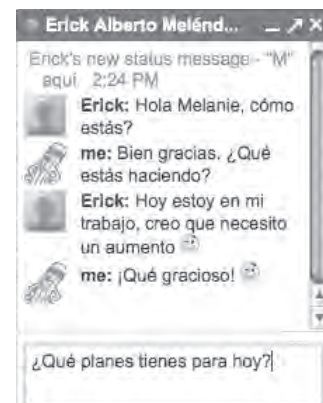 Erick Alberto Melénd...
Erick's new status message - "M"
aquí 2:24 PM
Erick: Hola Melanie, cómo
estás?
me: Bien gracias. ¿Qué
estás haciendo?
Erick: Hoy estoy en mi
trabajo, creo que necesito
un aumento
me: ¡Qué gracioso!
¿Qué planes tienes para hoy?